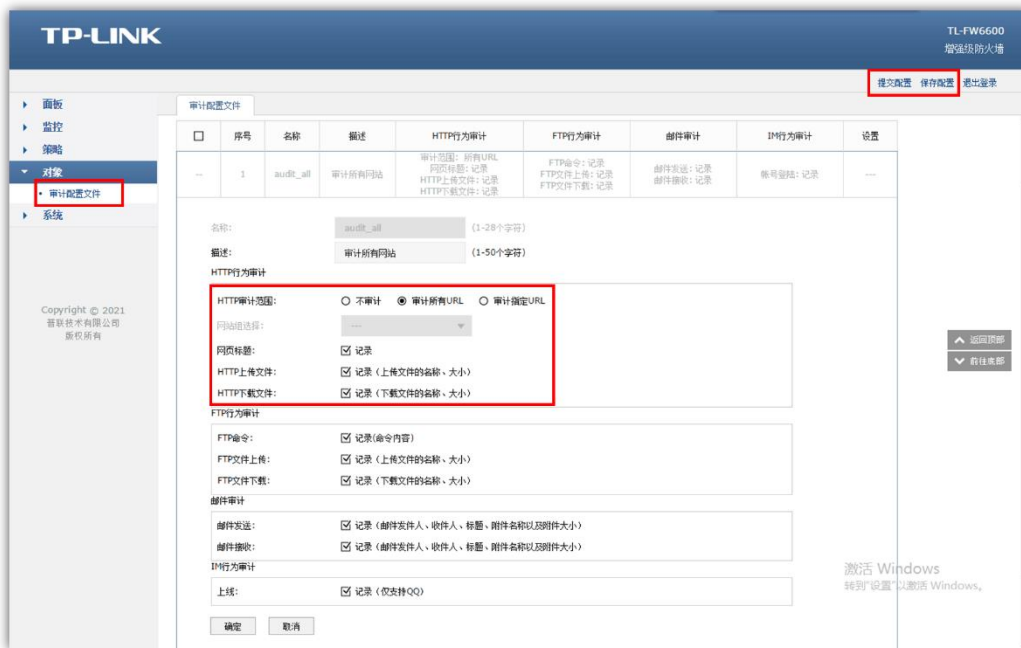 TP-LINK
TL-FW6600
增强级防火墙
提交配置 保存配置 退出登录
面板
监控
策略
对象
审计配置文件
系统
Copyright © 2021
普联技术有限公司
版权所有
审计配置文件
序号 名称 描述 HTTP行为审计 FTP行为审计 邮件审计 IM行为审计 设置
--- 1 audit_all 审计所有网站 审计范围: 所有URL
网页标题: 记录
HTTP上传文件: 记录
HTTP下载文件: 记录
FTP命令: 记录
FTP文件上传: 记录
FTP文件下载: 记录
邮件发送: 记录
邮件接收: 记录
帐号登陆: 记录
---
名称: audit_all (1-28个字符)
描述: 审计所有网站 (1-50个字符)
HTTP行为审计
HTTP审计范围: 不审计 审计所有URL 审计指定URL
网站组选择: ---
网页标题: 记录
HTTP上传文件: 记录（上传文件的名称、大小）
HTTP下载文件: 记录（下载文件的名称、大小）
FTP行为审计
FTP命令: 记录(命令内容)
FTP文件上传: 记录（上传文件的名称、大小）
FTP文件下载: 记录（下载文件的名称、大小）
邮件审计
邮件发送: 记录（邮件发件人、收件人、标题、附件名称以及附件大小）
邮件接收: 记录（邮件发件人、收件人、标题、附件名称以及附件大小）
IM行为审计
上线: 记录（仅支持QQ）
确定 取消
返回顶部
前往底部
激活 Windows
转到"设置"以激活 Windows。